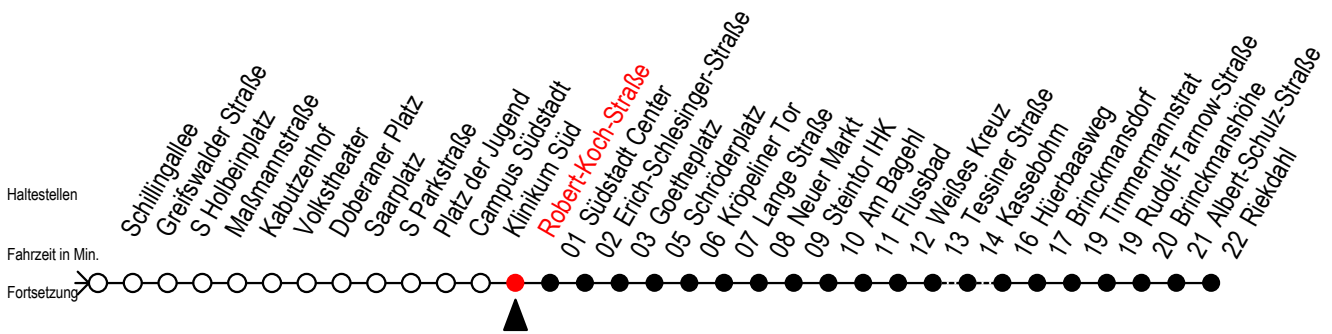 Haltestellen
Fahrzeit in Min.
Fortsetzung
Schillingallee
Greifswalder Straße
S Holbeinplatz
Maßmannstraße
Kabutzenhof
Volkstheater
Doberaner Platz
Saarplatz
S Parkstraße
Platz der Jugend
Campus Südstadt
Klinikum Süd
Robert-Koch-Straße
01 Südstadt Center
02 Erich-Schlesinger-Straße
03 Goetheplatz
05 Schröderplatz
06 Kröpeliner Tor
07 Lange Straße
08 Neuer Markt
09 Steintor IHK
10 Am Bagehl
11 Flussbad
12 Weißes Kreuz
13 Tessiner Straße
14 Kassebohm
16 Hüerbaasweg
17 Brinckmansdorf
19 Timmermannstrat
19 Rudolf-Tarnow-Straße
20 Brinckmanshöhe
21 Albert-Schulz-Straße
22 Riekdahl